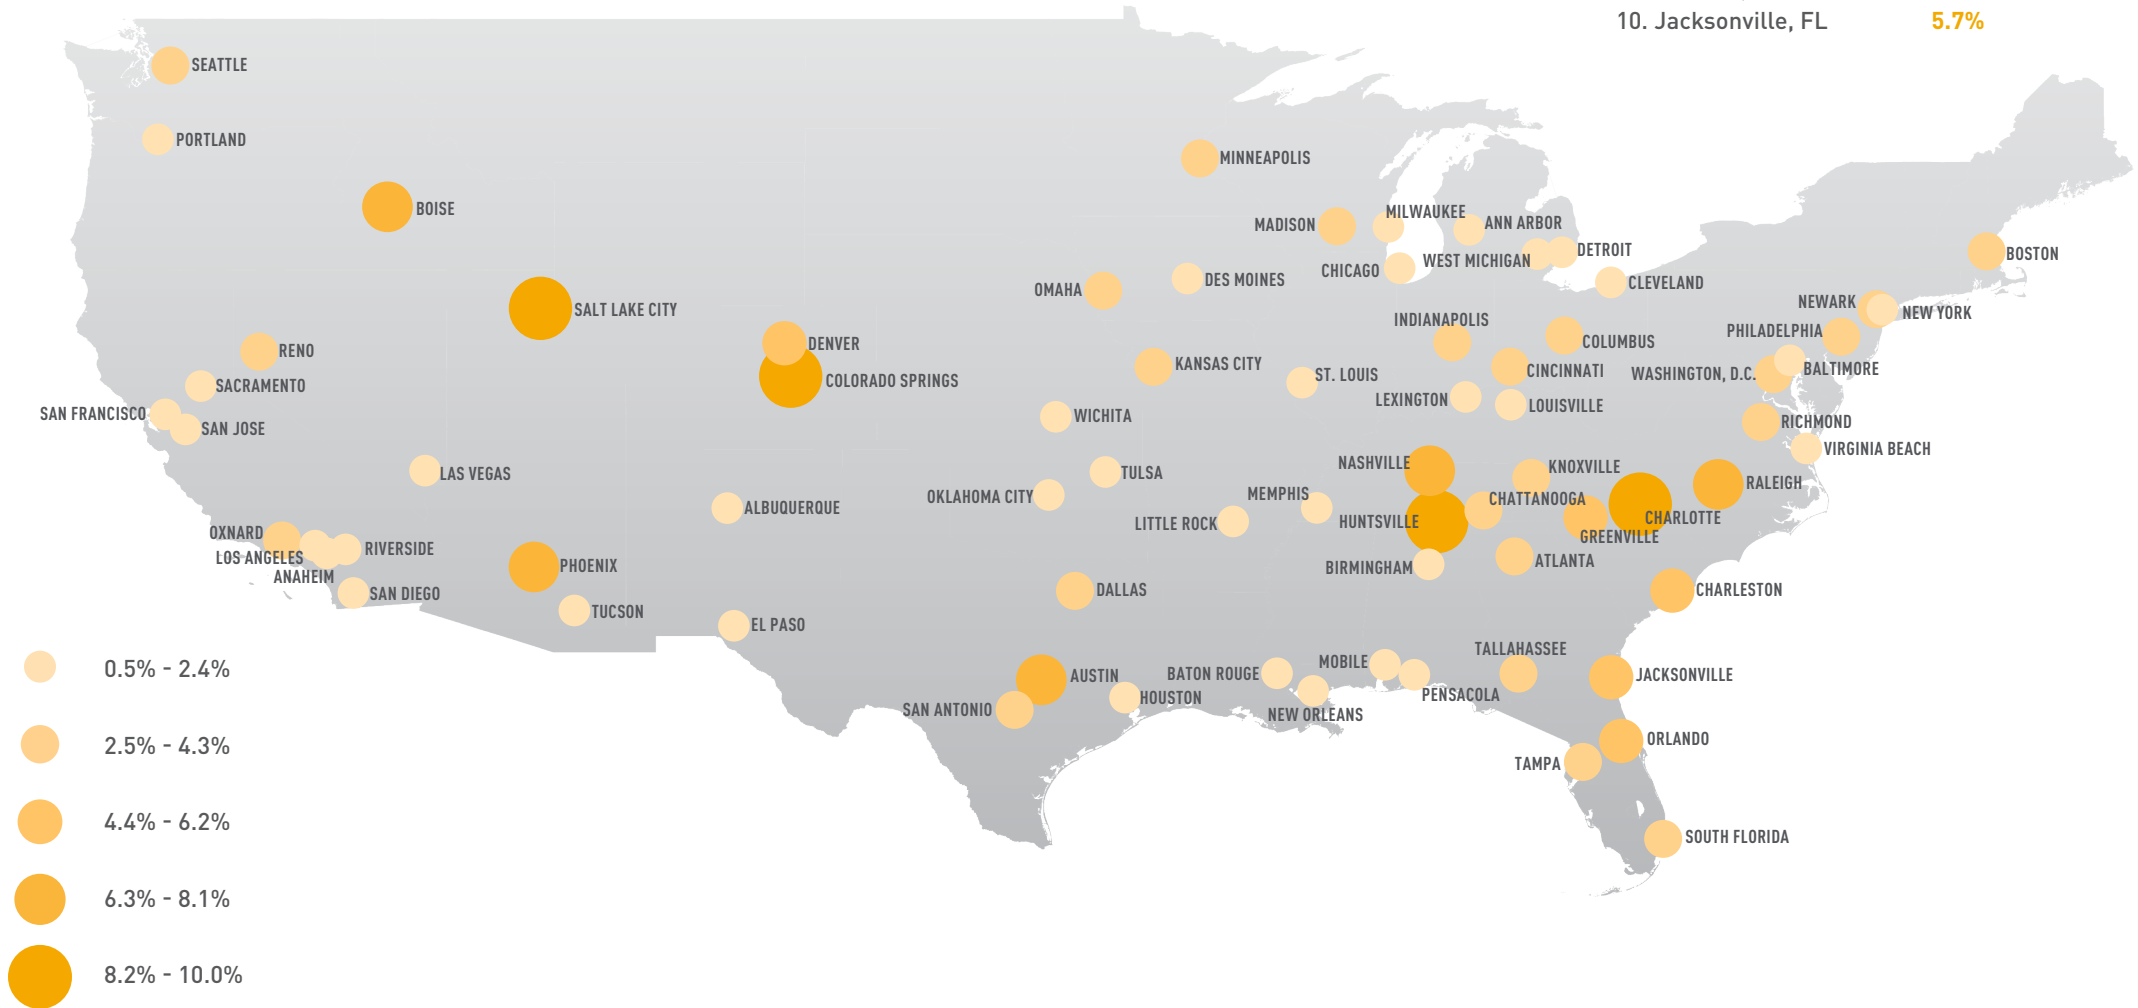 10. Jacksonville, FL 5.7%
SEATTLE
PORTLAND
MINNEAPOLIS
BOISE
MADISON
MILWAUKEE
ANN ARBOR
DETROIT
WEST MICHIGAN
BOSTON
CHICAGO
DES MOINES
CLEVELAND
OMAHA
NEWARK
NEW YORK
SALT LAKE CITY
INDIANAPOLIS
PHILADELPHIA
COLUMBUS
DENVER
RENO
KANSAS CITY
CINCINNATI
BALTIMORE
WASHINGTON, D.C.
ST. LOUIS
COLORADO SPRINGS
SACRAMENTO
LEXINGTON
LOUISVILLE
SAN FRANCISCO
WICHITA
RICHMOND
SAN JOSE
VIRGINIA BEACH
NASHVILLE
KNOXVILLE
LAS VEGAS
TULSA
RALEIGH
MEMPHIS
OKLAHOMA CITY
CHATTANOOGA
ALBUQUERQUE
LITTLE ROCK
HUNTSVILLE
CHARLOTTE
OXNARD
GREENVILLE
RIVERSIDE
LOS ANGELES
ATLANTA
PHOENIX
BIRMINGHAM
ANAHEIM
DALLAS
CHARLESTON
SAN DIEGO
TUCSON
EL PASO
TALLAHASSEE
MOBILE
0.5% - 2.4%
BATON ROUGE
AUSTIN
JACKSONVILLE
PENSACOLA
HOUSTON
SAN ANTONIO
NEW ORLEANS
ORLANDO
2.5% - 4.3%
TAMPA
4.4% - 6.2%
SOUTH FLORIDA
6.3% - 8.1%
8.2% - 10.0%